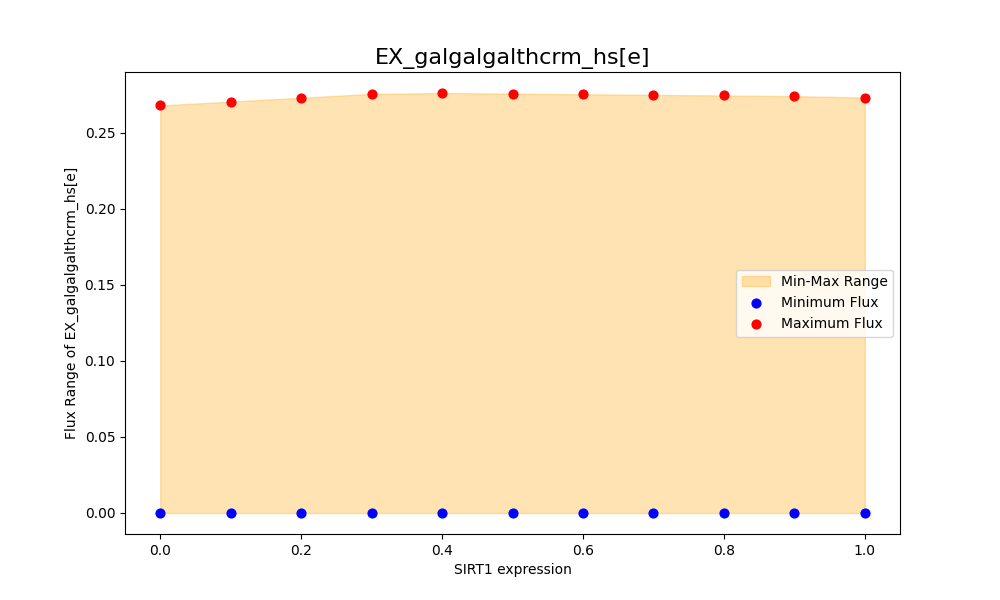 EX_galgalgalthcrm_hs[e]
Flux Range of EX_galgalgalthcrm_hs[e]
0.25
0.20
0.15
0.10
0.05
0.00
Min-Max Range
Minimum Flux
Maximum Flux
0.0 0.2 0.4 0.6 0.8 1.0
SIRT1 expression